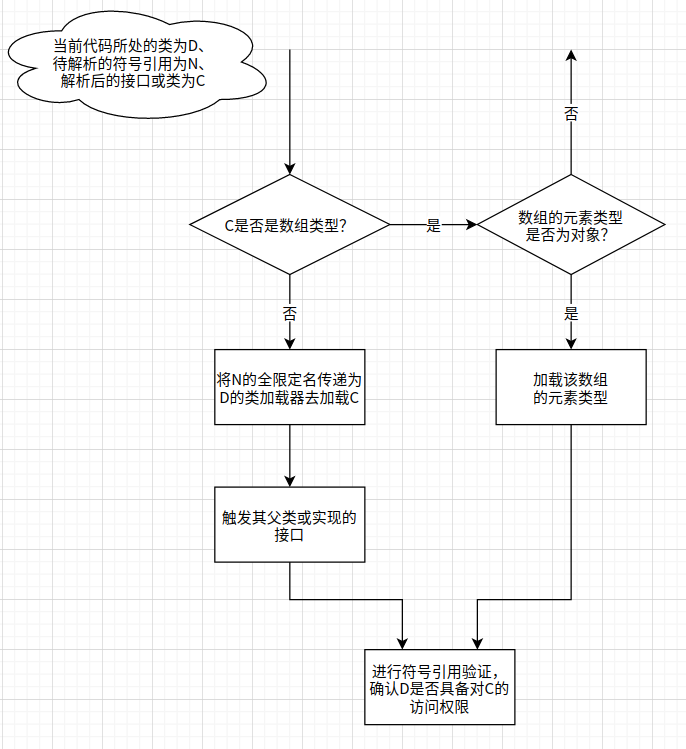 当前代码所处的类为D、
待解析的符号引用为N、
解析后的接口或类为C
否
C是否是数组类型？
是
数组的元素类型
是否为对象？
否
是
将N的全限定名传递为
D的类加载器去加载C
加载该数组
的元素类型
触发其父类或实现的
接口
进行符号引用验证，
确认D是否具备对C的
访问权限